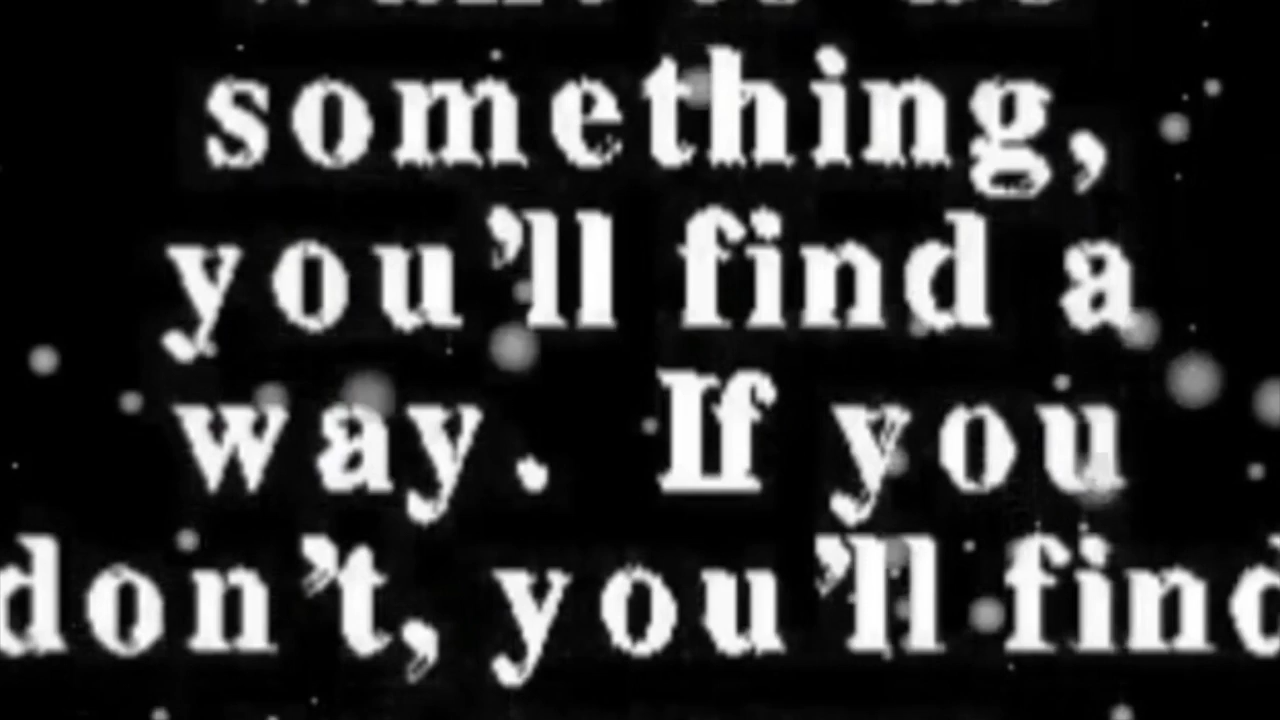 something,
you'll find a
way. If you
don't, you'll find